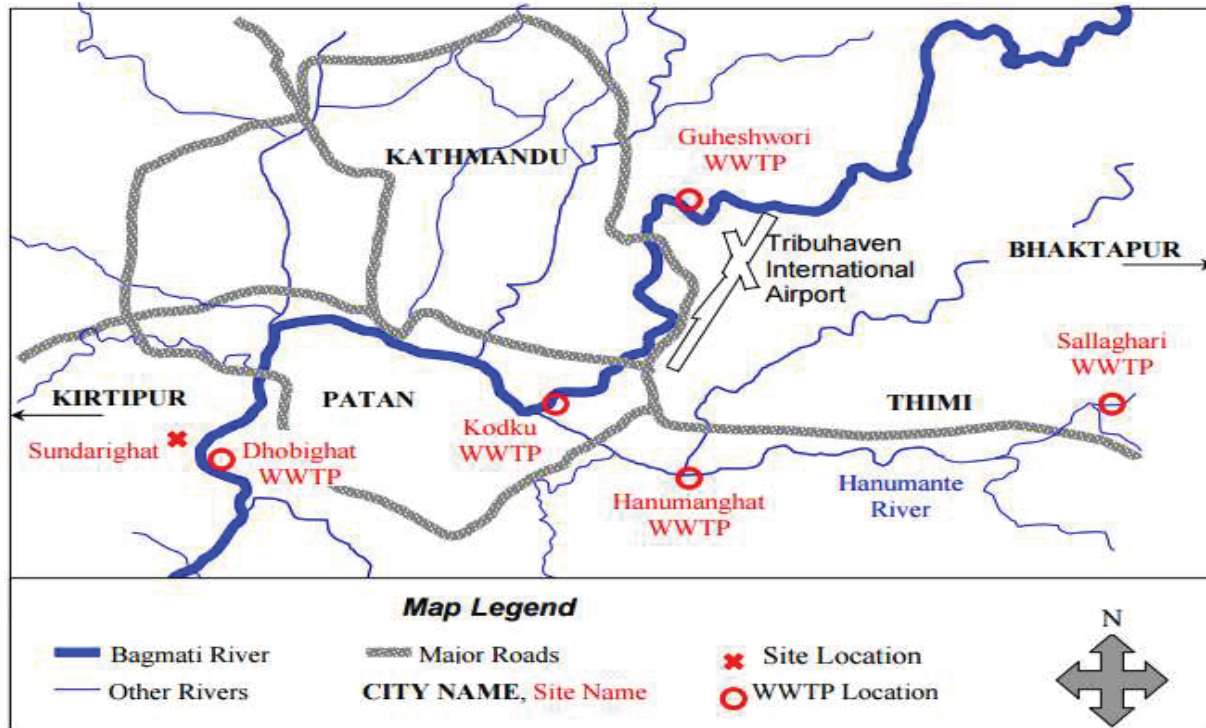 Guheshwori
WWTP
KATHMANDU
Tribuhaven
International
Airport
BHAKTAPUR
Sallaghari
WWTP
KIRTIPUR
PATAN
THIMI
Kodku
WWTP
Sundarighat
Dhobighat
WWTP
Hanumanghat
WWTP
Hanumante
River
Map Legend
N
Bagmati River
Major Roads
Site Location
Other Rivers
CITY NAME, Site Name
WWTP Location